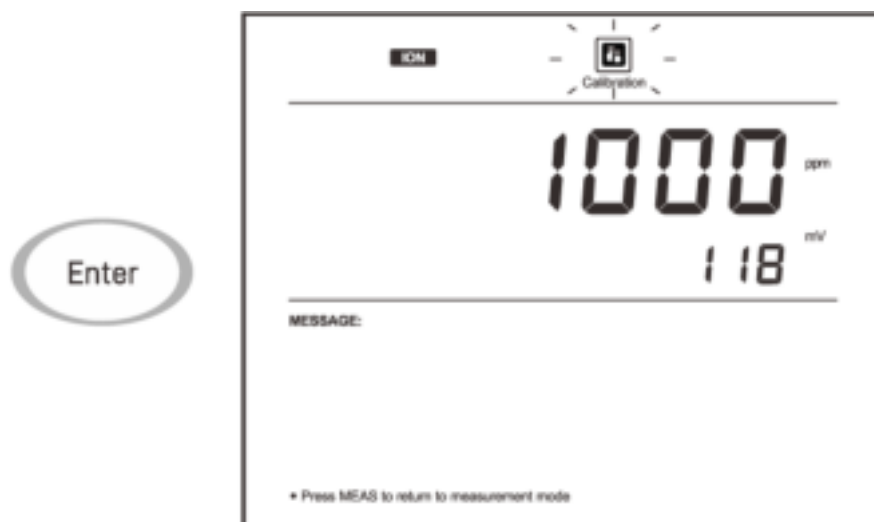 ION
Calibration
1000 ppm
mV
118
Enter
MESSAGE:
• Press MEAS to return to measurement mode